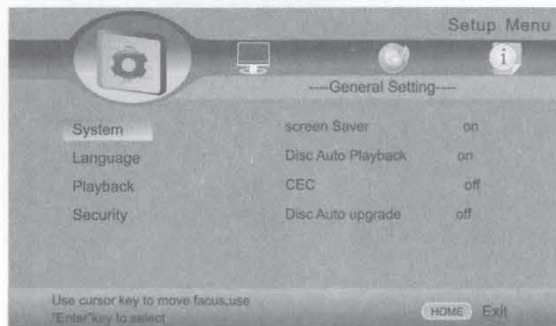 Setup Menu
i
----General Setting----
System
screen Saver on
Language
Disc Auto Playback on
Playback
CEC off
Security
Disc Auto upgrade off
Use cursor key to move facus,use
"Enter"key to select
HOME Exit